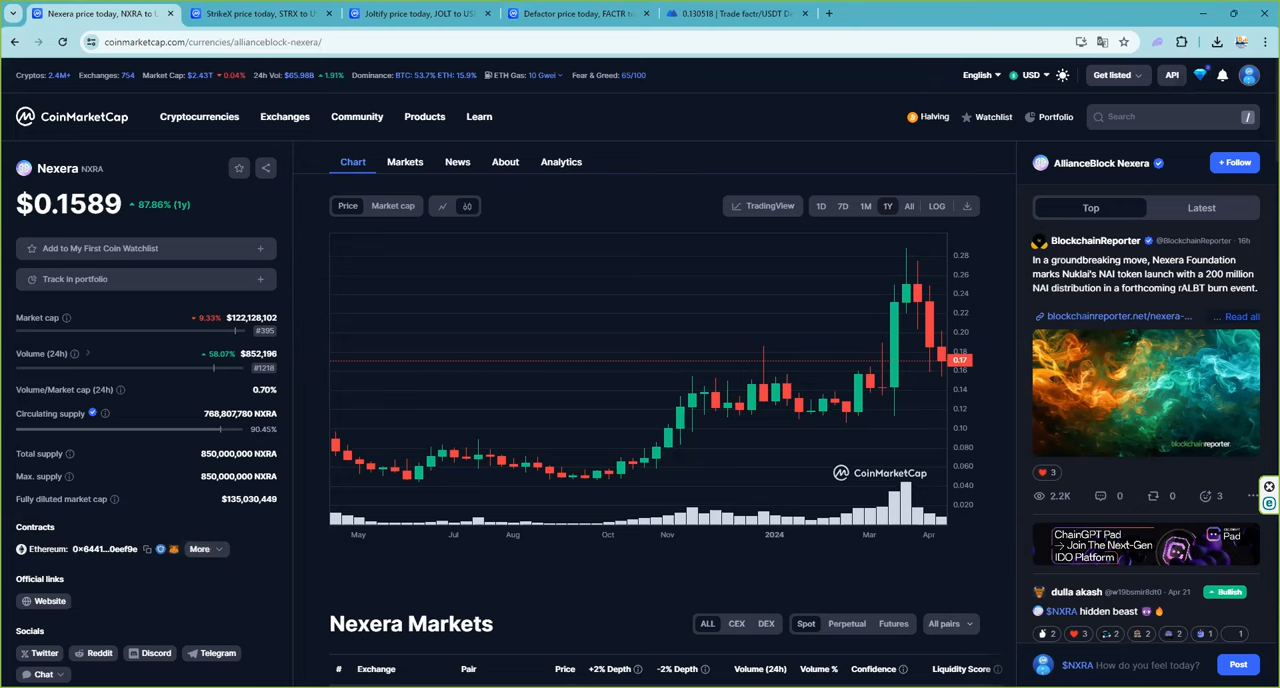 Nexera price today, NXRA to U
StrikeX price today, STRX to US
Joltify price today, JOLT to USD
Defactor price today, FACTR to
0.130518 | Trade factr/USDT De
coinmarketcap.com/currencies/allianceblock-nexera/
Cryptos: 2.4M+ Exchanges: 754 Market Cap: $2.43T 0.04% 24h Vol: $65.98B 1.91% Dominance: BTC: 53.7% ETH: 15.9% ETH Gas: 10 Gwei Fear & Greed: 65/100
English USD Get listed API
CoinMarketCap Cryptocurrencies Exchanges Community Products Learn
Halving Watchlist Portfolio Search /
Nexera NXRA
$0.1589 87.86% (1y)
Add to My First Coin Watchlist +
Track in portfolio +
Market cap 9.33% $122,128,102
#395
Volume (24h) 58.07% $852,196
#1218
Volume/Market cap (24h) 0.70%
Circulating supply 768,807,780 NXRA
90.45%
Total supply 850,000,000 NXRA
Max. supply 850,000,000 NXRA
Fully diluted market cap $135,030,449
Contracts
Ethereum: 0x6441...0eef9e More
Official links
Website
Socials
Twitter Reddit Discord Telegram
Chat
Chart Markets News About Analytics
Price Market cap TradingView 1D 7D 1M 1Y All LOG
0.28
0.26
0.24
0.22
0.20
0.18
0.17
0.16
0.14
0.12
0.10
0.080
0.060
0.040
0.020
CoinMarketCap
May Jul Aug Oct Nov 2024 Mar Apr
Nexera Markets ALL CEX DEX Spot Perpetual Futures All pairs
# Exchange Pair Price +2% Depth -2% Depth Volume (24h) Volume % Confidence Liquidity Score
AllianceBlock Nexera + Follow
Top Latest
BlockchainReporter @BlockchainReporter · 16h
In a groundbreaking move, Nexera Foundation
marks Nuklai's NAI token launch with a 200 million
NAI distribution in a forthcoming rALBT burn event.
blockchainreporter.net/nexera-... ... Read all
blockchainreporter
3
2.2K 0 0 3
ChainGPT Pad
→ Join The Next-Gen
IDO Platform
Pad
dulla akash @w19bsmir8dt0 · Apr 21 Bullish
$NXRA hidden beast
2 3 2 2 2 1 1
$NXRA How do you feel today? Post